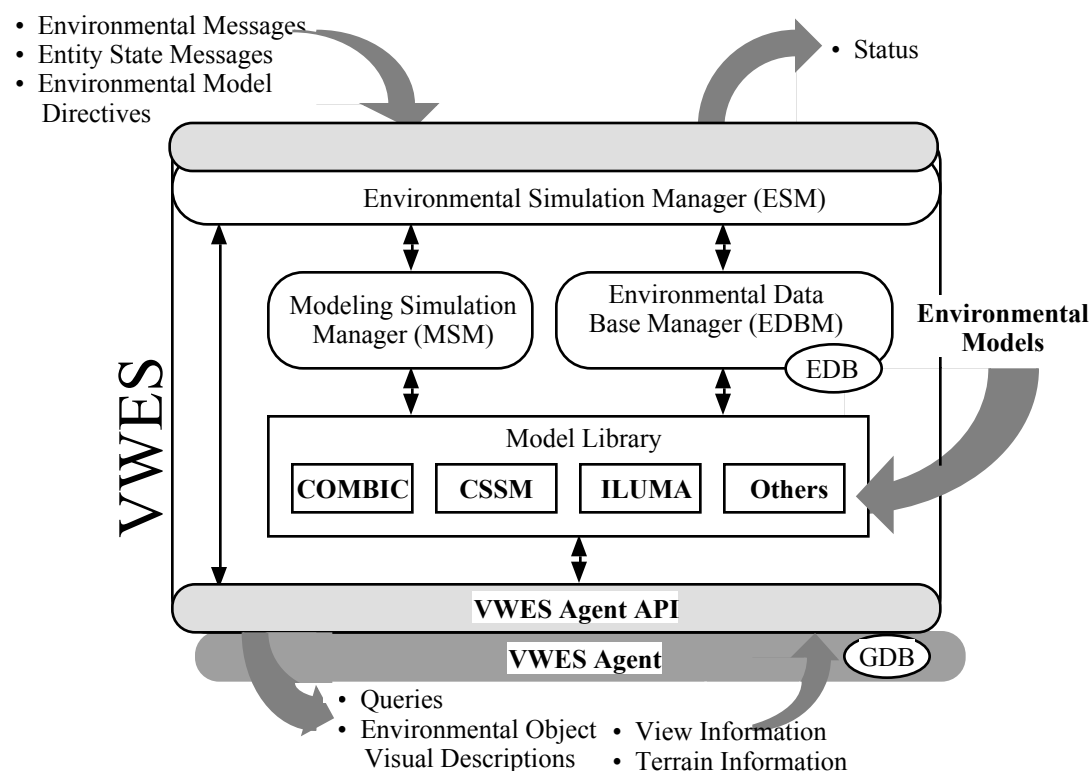 • Environmental Messages
• Entity State Messages
• Environmental Model
Directives
• Status
Environmental Simulation Manager (ESM)
Modeling Simulation
Manager (MSM)
Environmental Data
Base Manager (EDBM)
EDB
Environmental
Models
VWES
Model Library
COMBIC
CSSM
ILUMA
Others
VWES Agent API
VWES Agent
GDB
• Queries
• Environmental Object
Visual Descriptions
• View Information
• Terrain Information